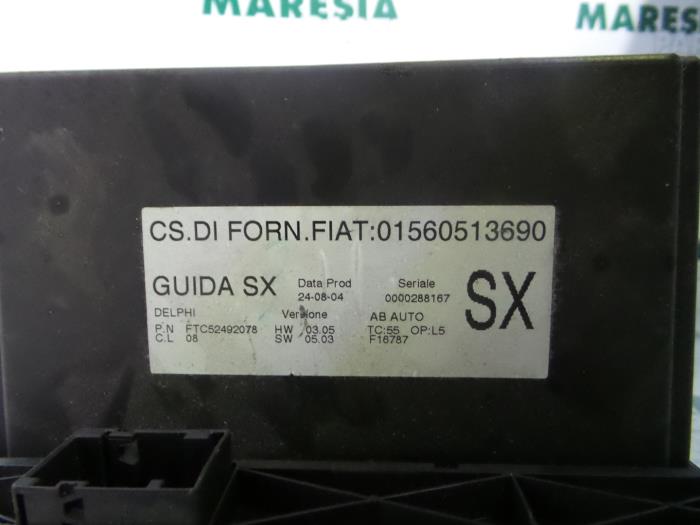 MARESIA
MARESIA
CS.DI FORN.FIAT:01560513690
GUIDA SX
Data Prod
24-08-04
Seriale
0000288167
SX
DELPHI
Versione
AB AUTO
P.N FTC52492078
HW 03.05
TC:55 OP:L5
C.L 08
SW 05.03
F16787